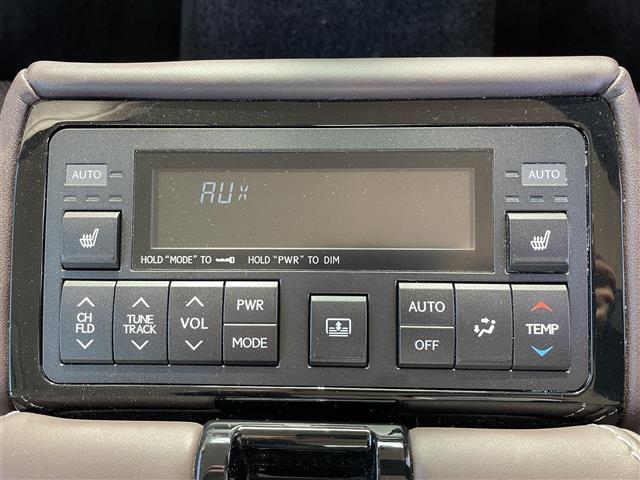 AUTO
AUX
AUTO
HOLD "MODE" TO HOLD "PWR" TO DIM
CH
FLD
TUNE
TRACK
VOL
PWR
MODE
AUTO
OFF
TEMP